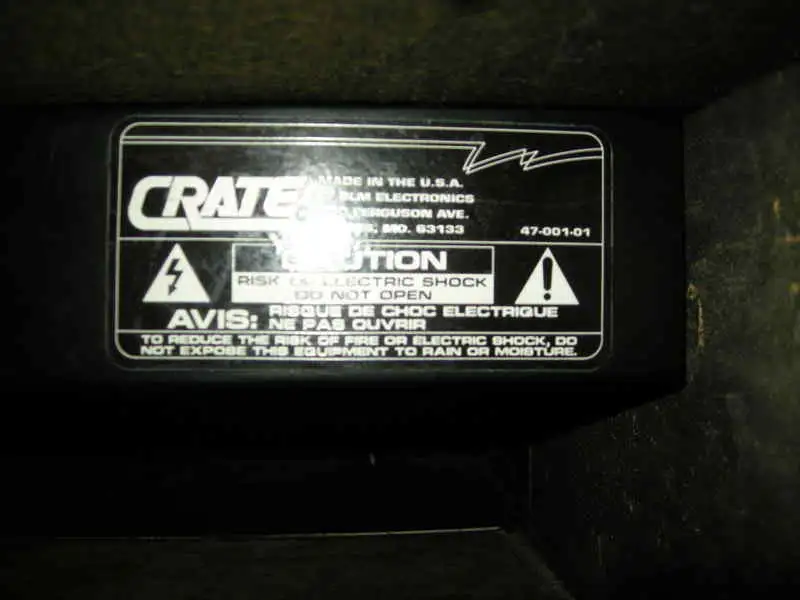 CRATE
MADE IN THE U.S.A.
ELECTRONICS
FERGUSON AVE.
MO. 63133
47-001-01
CAUTION
RISK OF ELECTRIC SHOCK
DO NOT OPEN
AVIS: RISQUE DE CHOC ELECTRIQUE
NE PAS OUVRIR
TO REDUCE THE RISK OF FIRE OR ELECTRIC SHOCK, DO
NOT EXPOSE THIS EQUIPMENT TO RAIN OR MOISTURE.